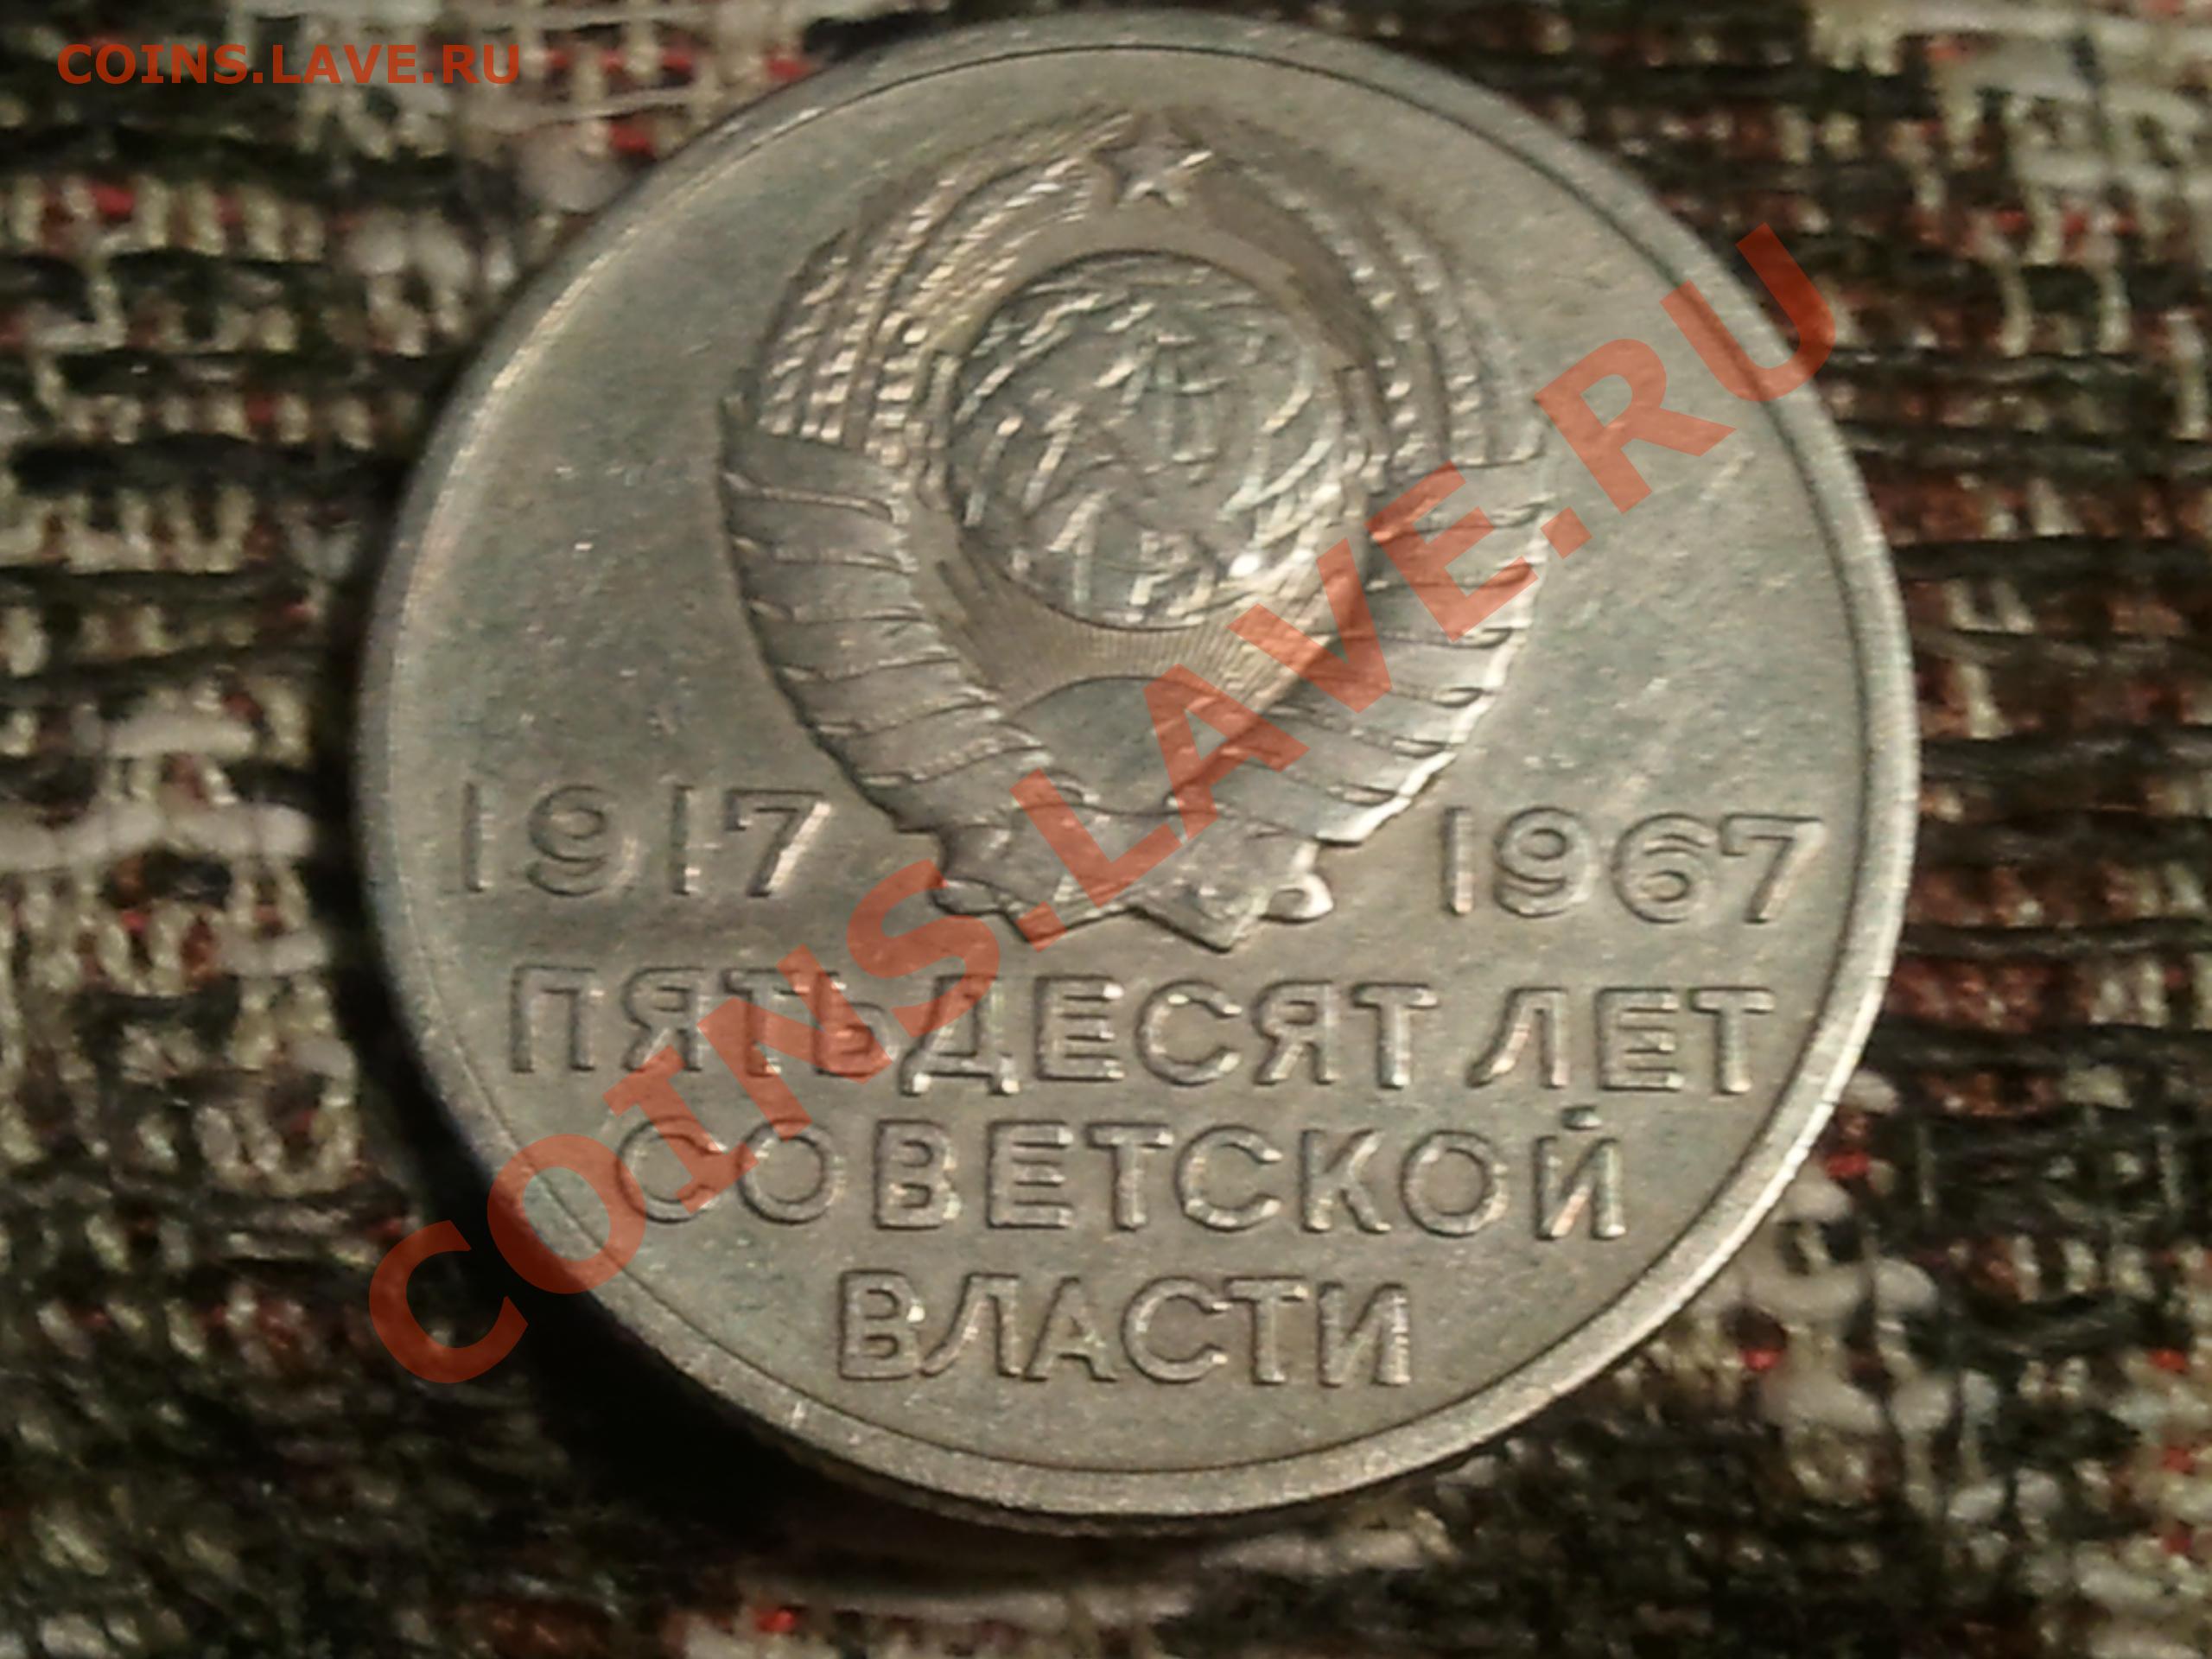 COINS.LAVE.RU
1917 1967
ПЯТЬДЕСЯТ ЛЕТ
СОВЕТСКОЙ
ВЛАСТИ
COINS.LAVE.RU